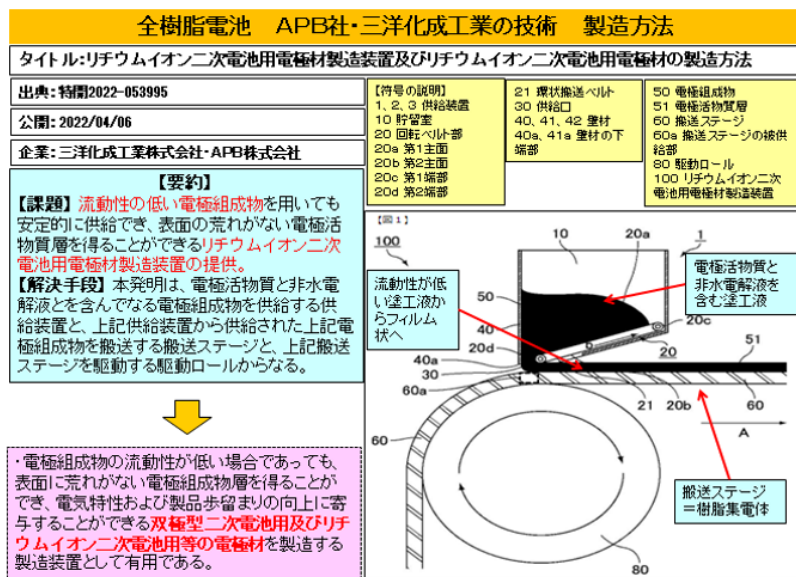 全樹脂電池　APB社・三洋化成工業の技術　製造方法
タイトル:リチウムイオン二次電池用電極材製造装置及びリチウムイオン二次電池用電極材の製造方法
出典:特開2022-053995
公開:2022/04/06
企業:三洋化成工業株式会社・APB株式会社
【符号の説明】
1、2、3 供給装置
10 貯留室
20 回転ベルト部
20a 第1主面
20b 第2主面
20c 第1端部
20d 第2端部
21 環状搬送ベルト
30 供給口
40、41、42 壁材
40a、41a 壁材の下
端部
50 電極組成物
51 電極活物質層
60 搬送ステージ
60a 搬送ステージの被供
給部
80 駆動ロール
100 リチウムイオン二次
電池用電極材製造装置
【要約】
【課題】流動性の低い電極組成物を用いても
安定的に供給でき、表面の荒れがない電極活
物質層を得ることができるリチウムイオン二次
電池用電極材製造装置の提供。
【解決手段】本発明は、電極活物質と非水電
解液とを含んでなる電極組成物を供給する供
給装置と、上記供給装置から供給された上記電
極組成物を搬送する搬送ステージと、上記搬送
ステージを駆動する駆動ロールからなる。
・電極組成物の流動性が低い場合であっても、
表面に荒れがない電極組成物層を得ることが
でき、電気特性および製品歩留まりの向上に寄
与することができる双極型二次電池用及びリチ
ウムイオン二次電池用等の電極材を製造する
製造装置として有用である。
【図1】
100
10
20a
1
流動性が
低い塗工液か
らフィルム
状へ
電極活物質と
非水電解液を
含む塗工液
50
40
20d
20c
40a
30
60a
20
51
21
20b
60
60
A
搬送ステージ
＝樹脂集電体
80